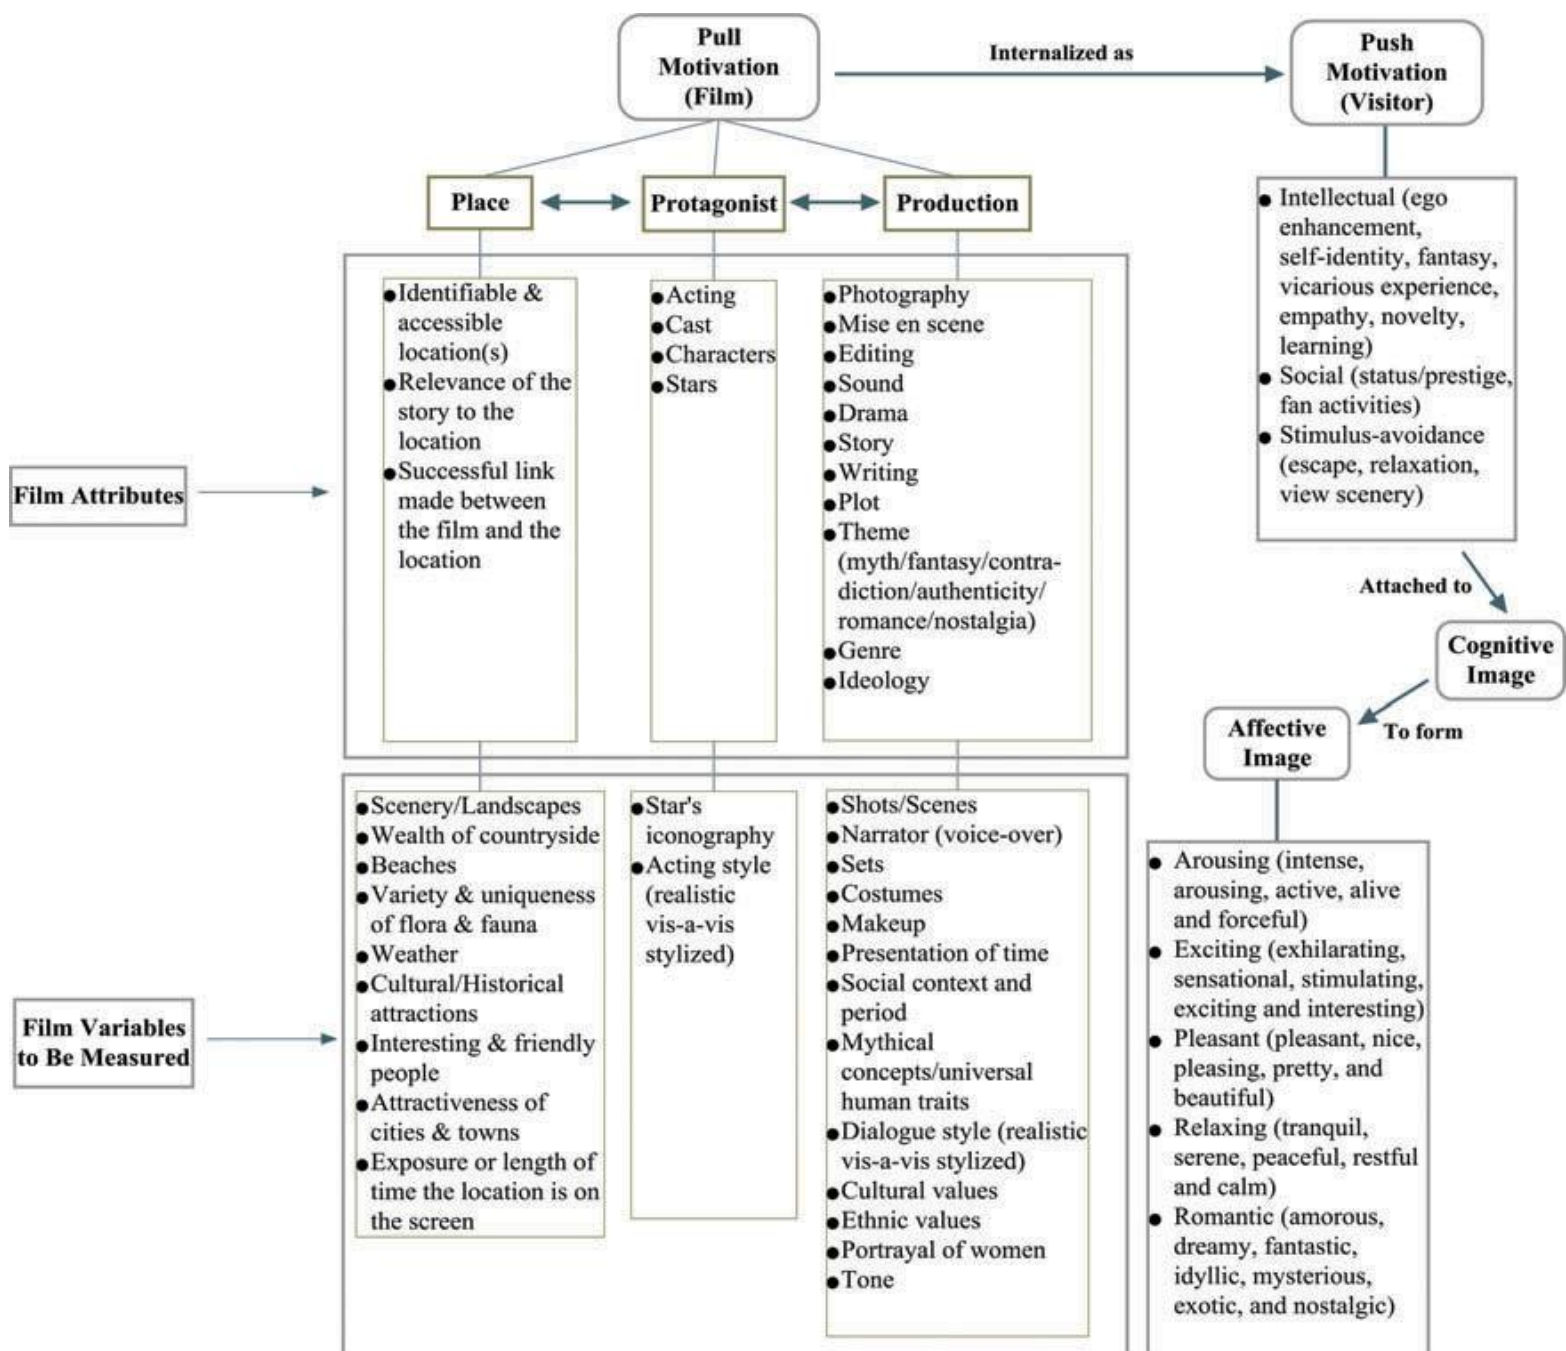 Pull
Motivation
(Film)
Internalized as
Push
Motivation
(Visitor)
Place
Protagonist
Production
Film Attributes
●Identifiable &
accessible
location(s)
●Relevance of the
story to the
location
●Successful link
made between
the film and the
location
●Acting
●Cast
●Characters
●Stars
●Photography
●Mise en scene
●Editing
●Sound
●Drama
●Story
●Writing
●Plot
●Theme
(myth/fantasy/contra-
diction/authenticity/
romance/nostalgia)
●Genre
●Ideology
● Intellectual (ego
enhancement,
self-identity, fantasy,
vicarious experience,
empathy, novelty,
learning)
● Social (status/prestige,
fan activities)
● Stimulus-avoidance
(escape, relaxation,
view scenery)
Attached to
Cognitive
Image
To form
Affective
Image
Film Variables
to Be Measured
●Scenery/Landscapes
●Wealth of countryside
●Beaches
●Variety & uniqueness
of flora & fauna
●Weather
●Cultural/Historical
attractions
●Interesting & friendly
people
●Attractiveness of
cities & towns
●Exposure or length of
time the location is on
the screen
●Star's
iconography
●Acting style
(realistic
vis-a-vis
stylized)
●Shots/Scenes
●Narrator (voice-over)
●Sets
●Costumes
●Makeup
●Presentation of time
●Social context and
period
●Mythical
concepts/universal
human traits
●Dialogue style (realistic
vis-a-vis stylized)
●Cultural values
●Ethnic values
●Portrayal of women
●Tone
● Arousing (intense,
arousing, active, alive
and forceful)
● Exciting (exhilarating,
sensational, stimulating,
exciting and interesting)
● Pleasant (pleasant, nice,
pleasing, pretty, and
beautiful)
● Relaxing (tranquil,
serene, peaceful, restful
and calm)
● Romantic (amorous,
dreamy, fantastic,
idyllic, mysterious,
exotic, and nostalgic)